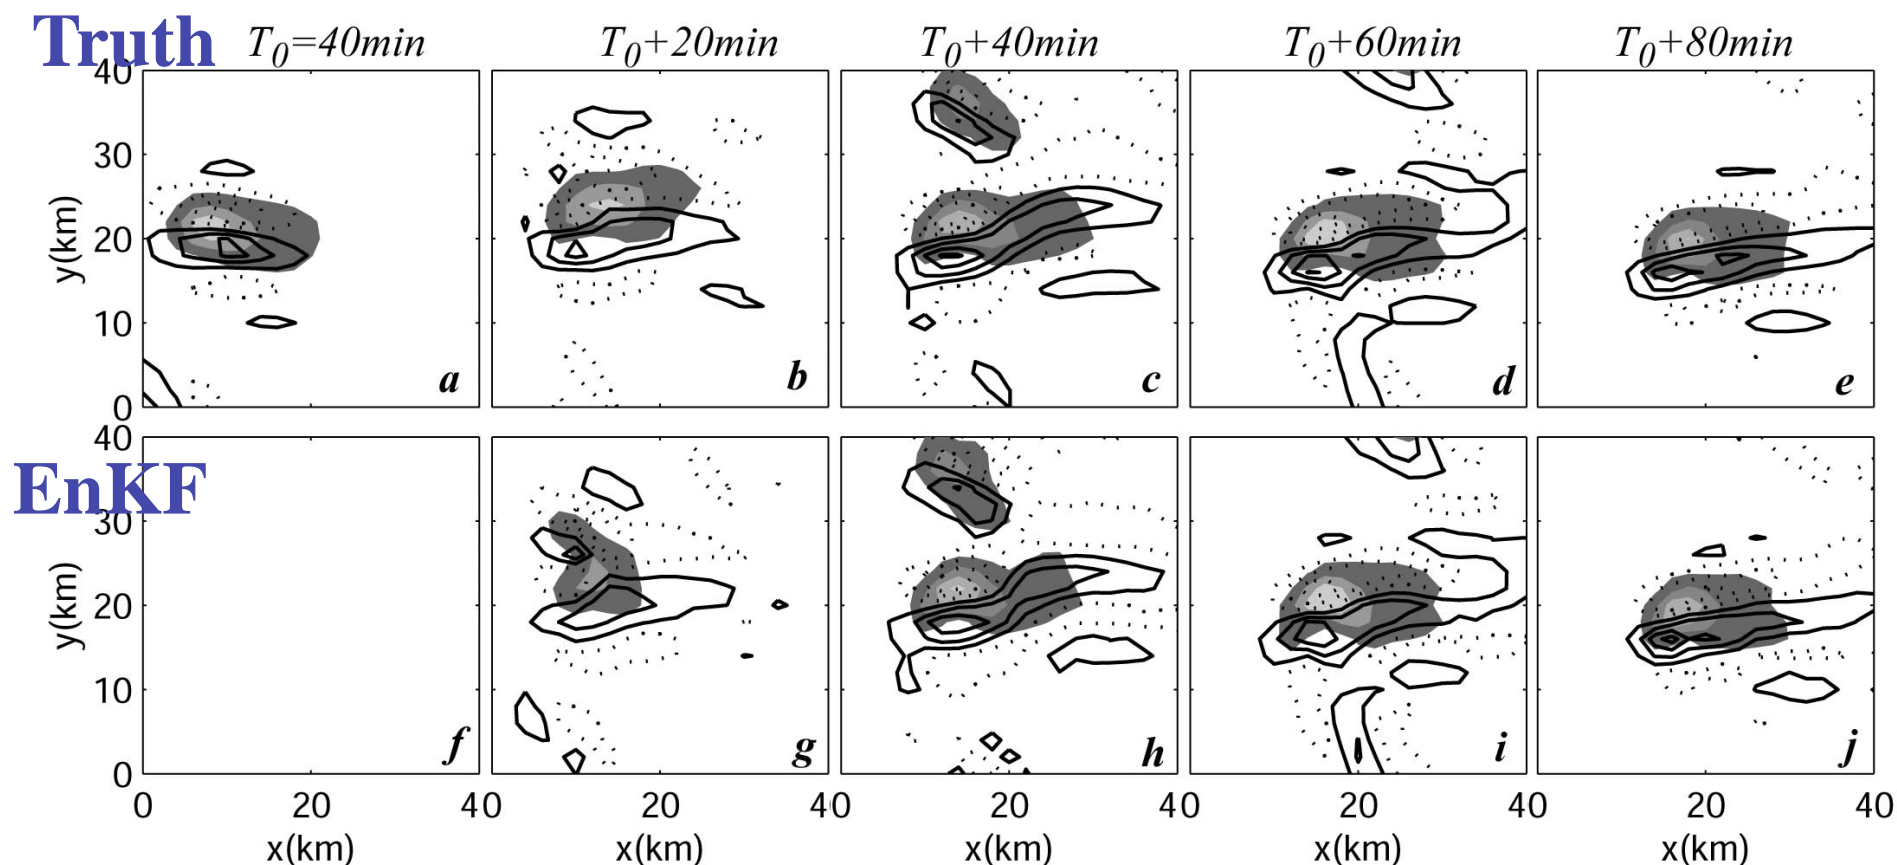 Truth T0=40min T0+20min T0+40min T0+60min T0+80min
40
30
y(km) 20
10
a b c d e
0
40
EnKF
30
y(km) 20
10
f g h i j
0
0 20 40 20 40 20 40 20 40 20 40
x(km) x(km) x(km) x(km) x(km)